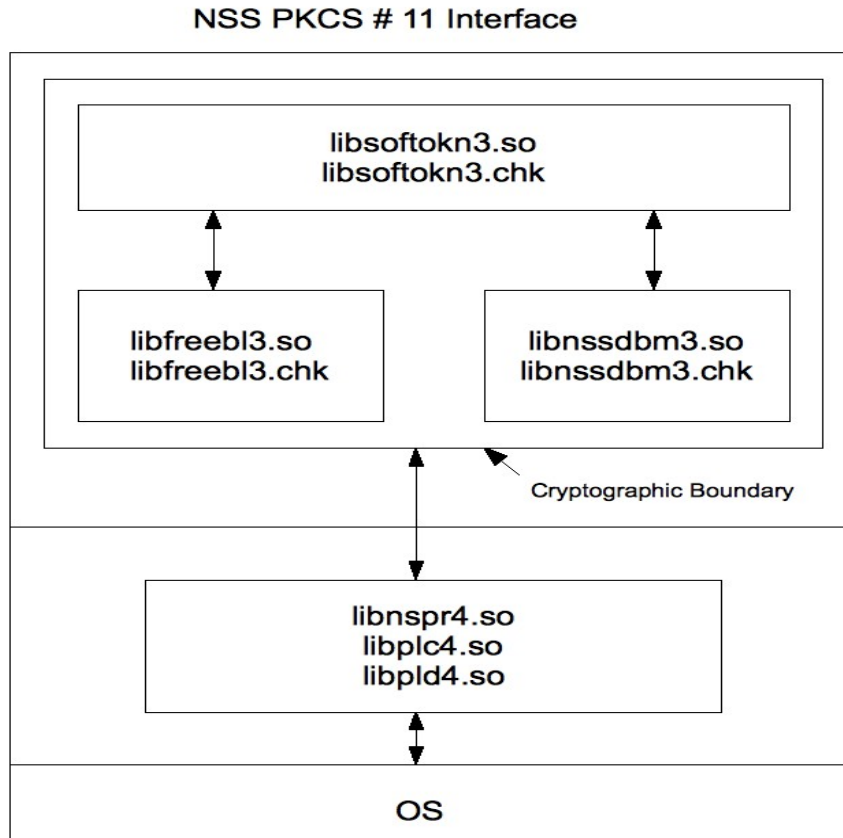 NSS PKCS # 11 Interface
libsoftokn3.so
libsoftokn3.chk
libfreebl3.so
libfreebl3.chk
libnssdbm3.so
libnssdbm3.chk
Cryptographic Boundary
libnspr4.so
libplc4.so
libpld4.so
OS